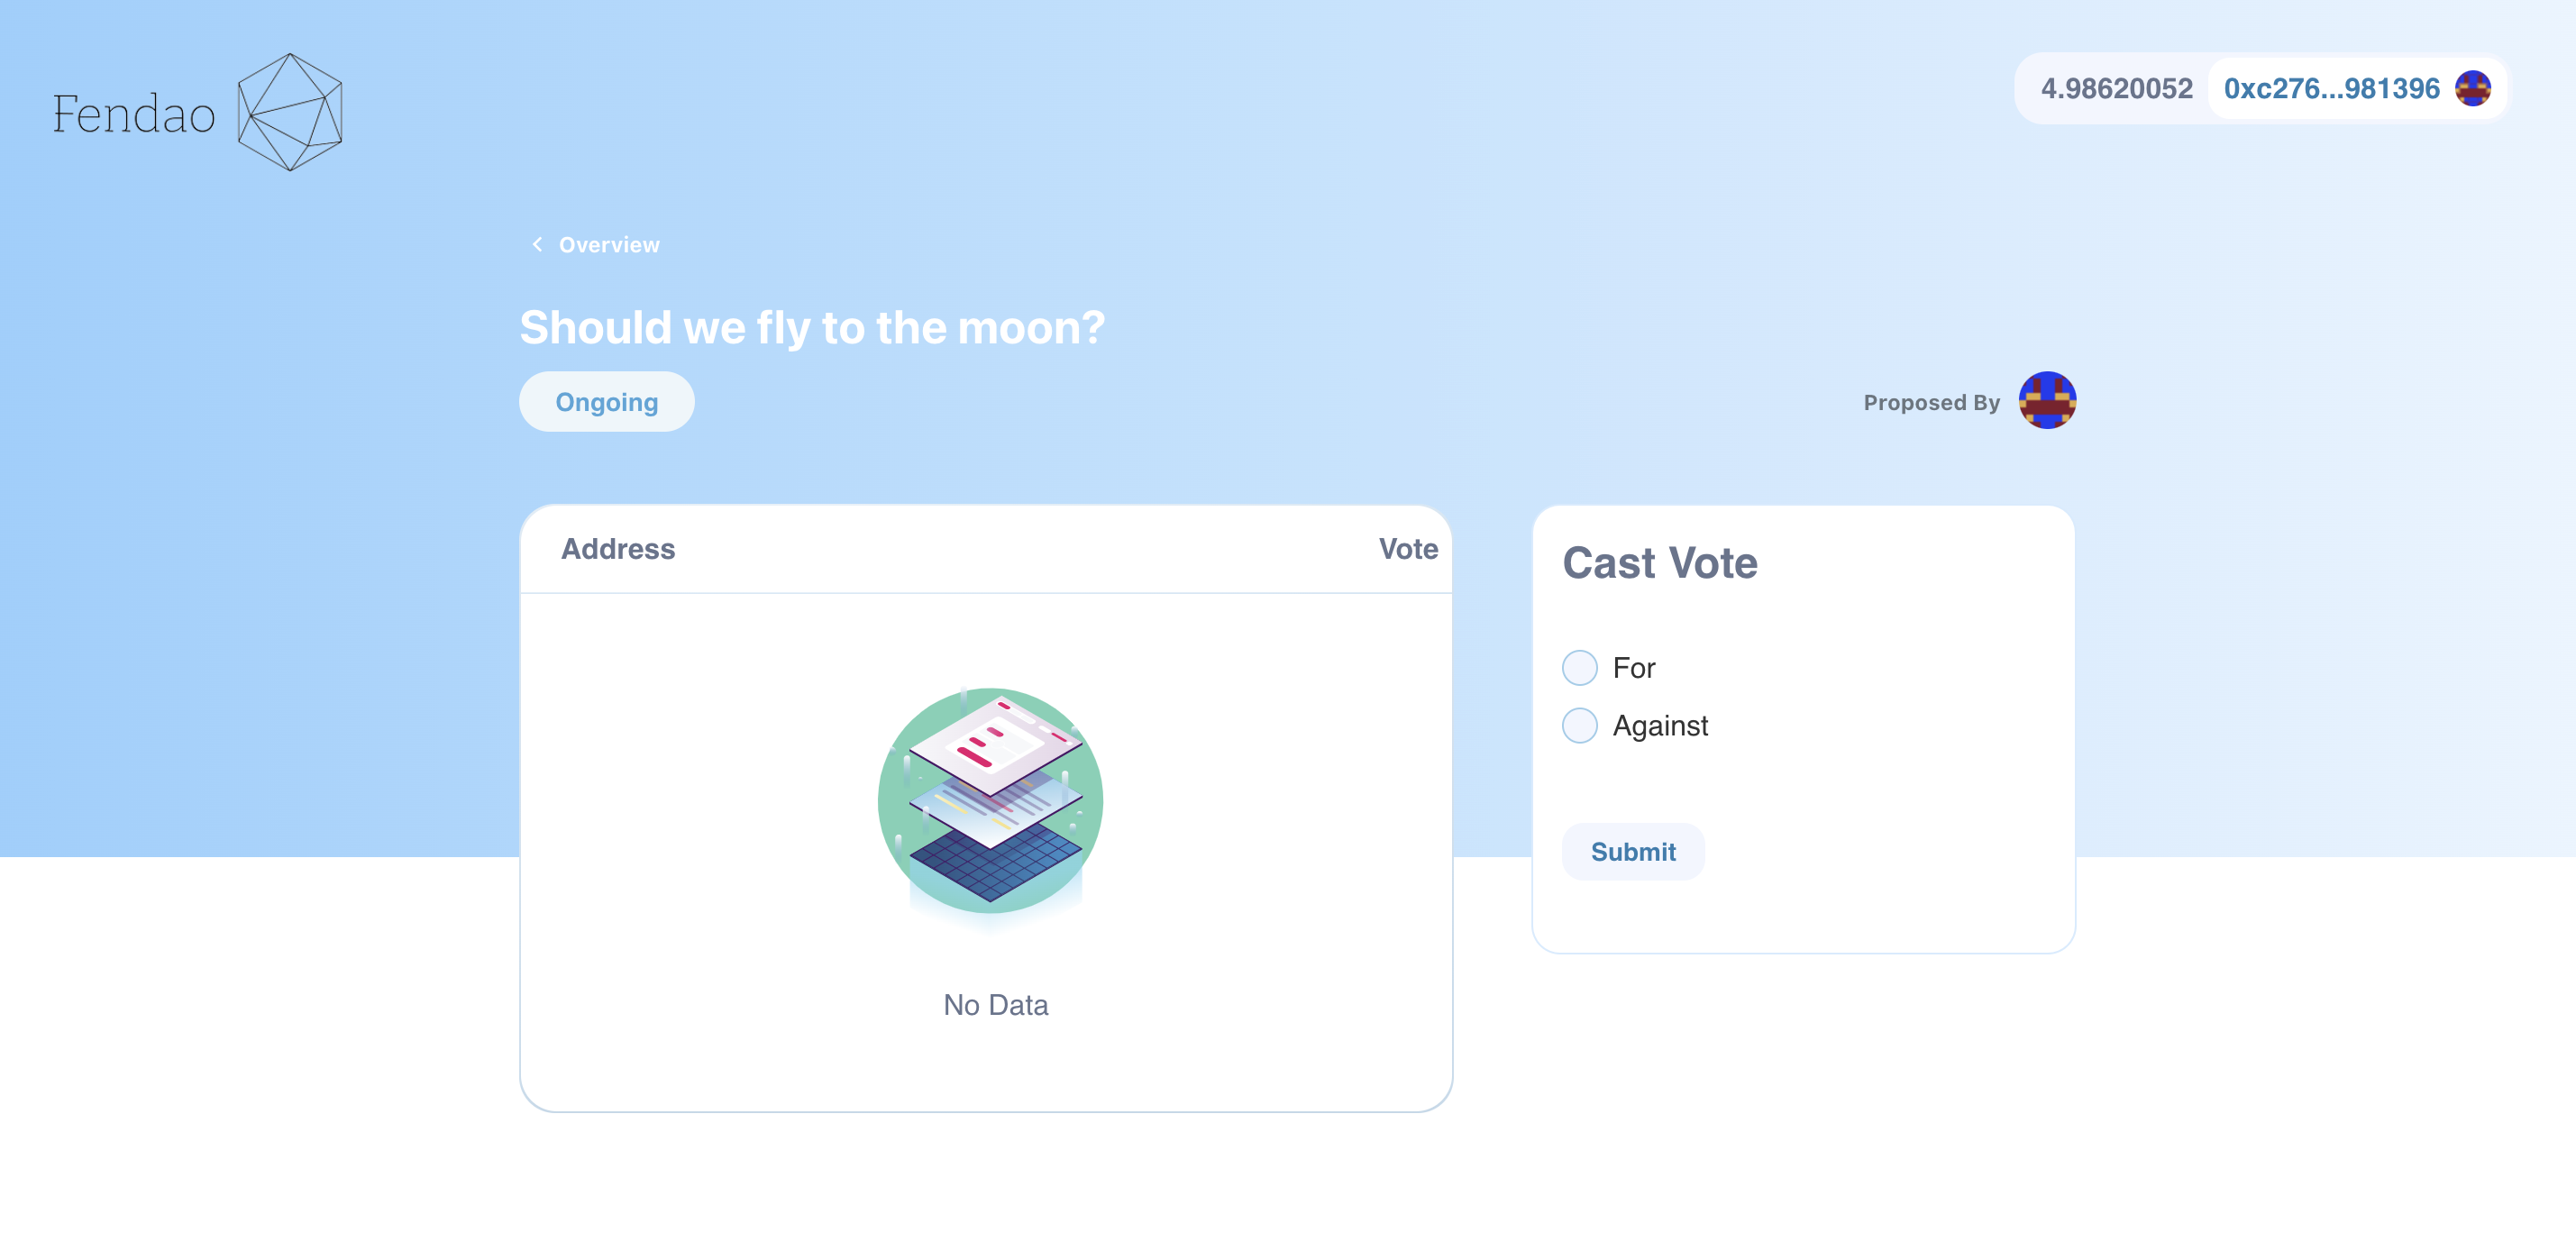 Fendao
4.98620052 0xc276...981396
Overview
Should we fly to the moon?
Ongoing
Proposed By
Address Vote
No Data
Cast Vote
For
Against
Submit